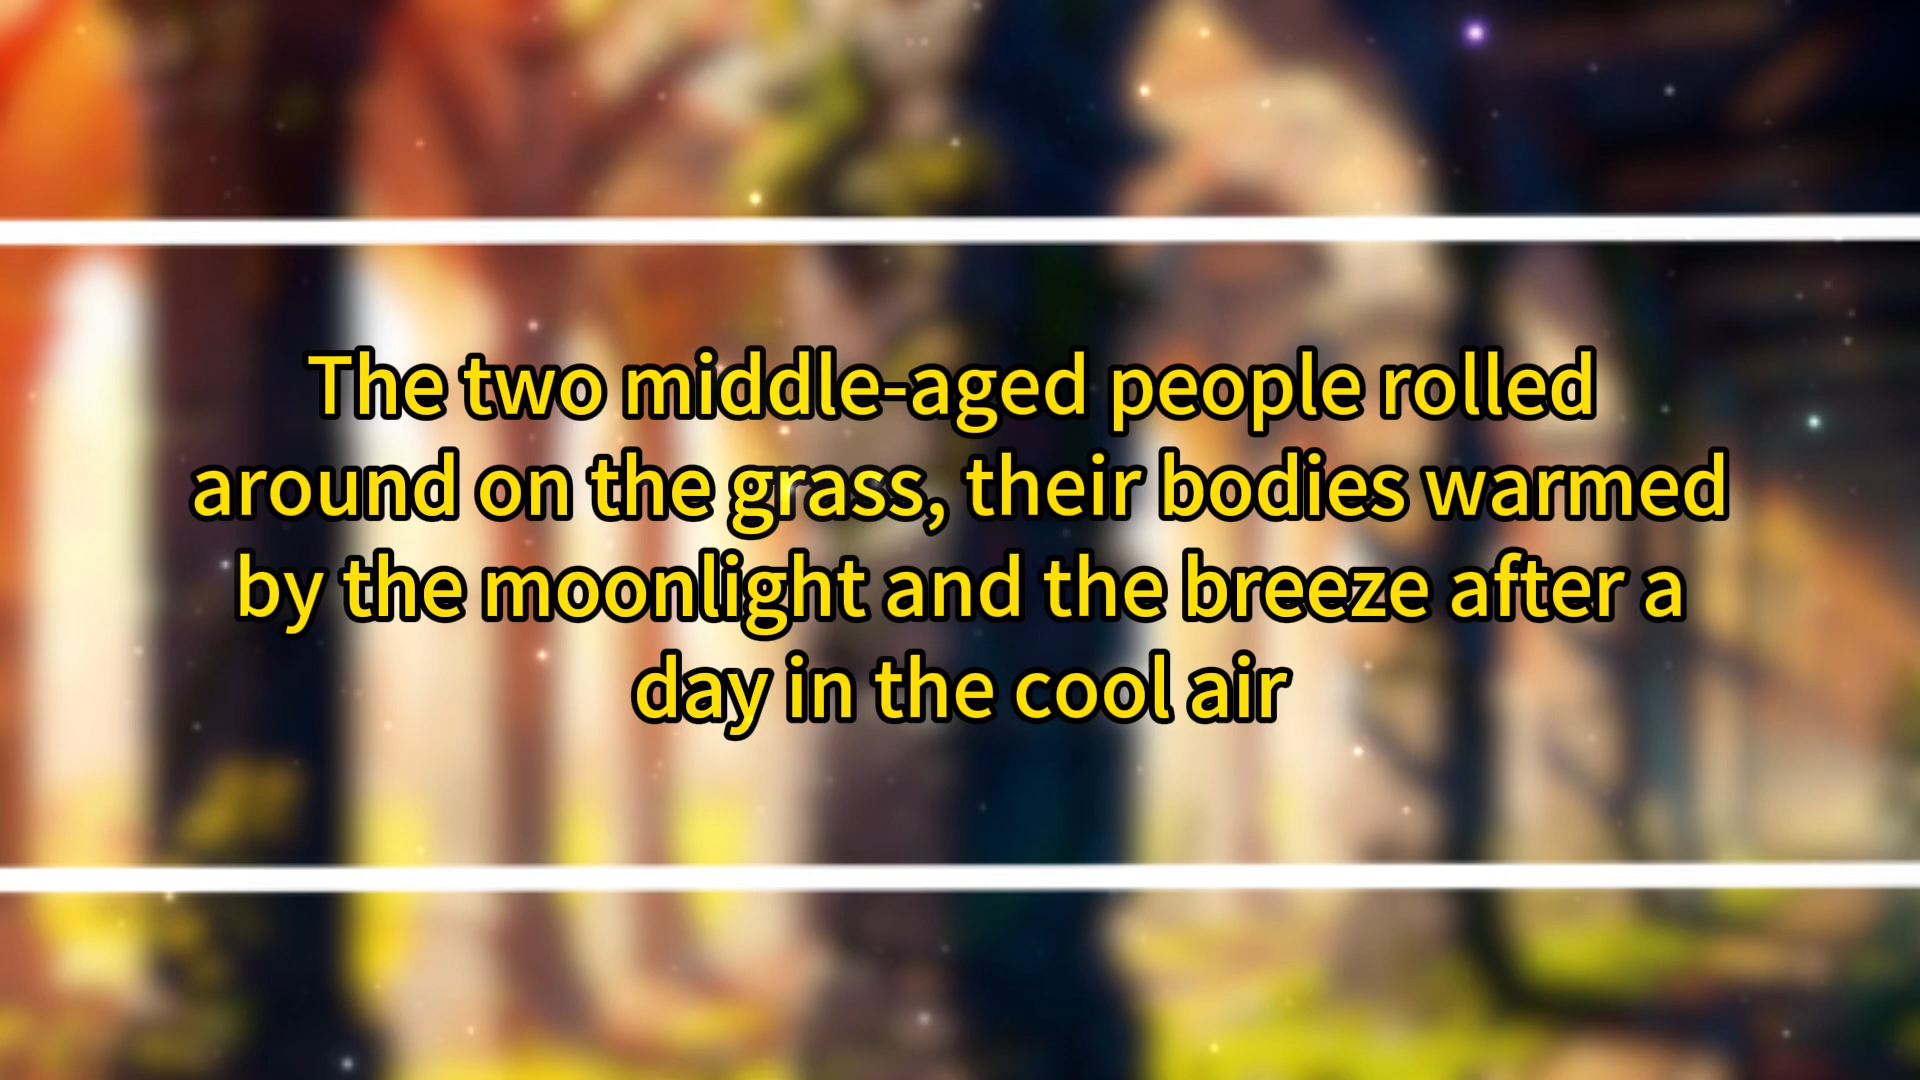 The two middle-aged people rolled
around on the grass, their bodies warmed
by the moonlight and the breeze after a
day in the cool air